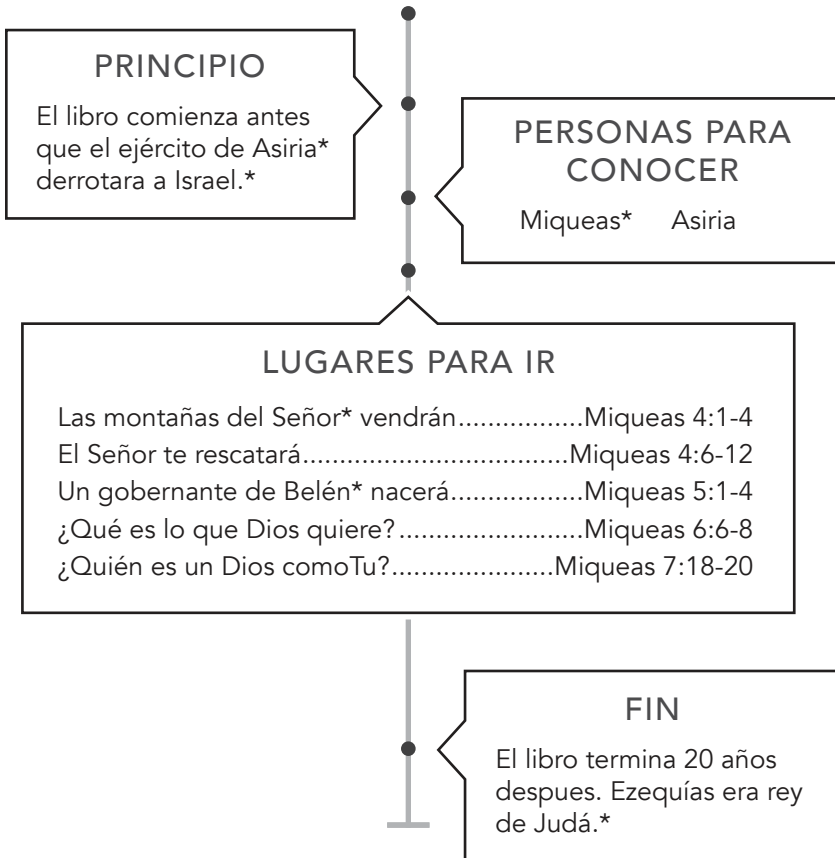 PRINCIPIO
El libro comienza antes
que el ejército de Asiria*
derrotara a Israel.*
PERSONAS PARA
CONOCER
Miqueas* Asiria
LUGARES PARA IR
Las montañas del Señor* vendrán.................Miqueas 4:1-4
El Señor te rescatará...................................Miqueas 4:6-12
Un gobernante de Belén* nacerá..................Miqueas 5:1-4
¿Qué es lo que Dios quiere?........................Miqueas 6:6-8
¿Quién es un Dios comoTu?.....................Miqueas 7:18-20
FIN
El libro termina 20 años
despues. Ezequías era rey
de Judá.*